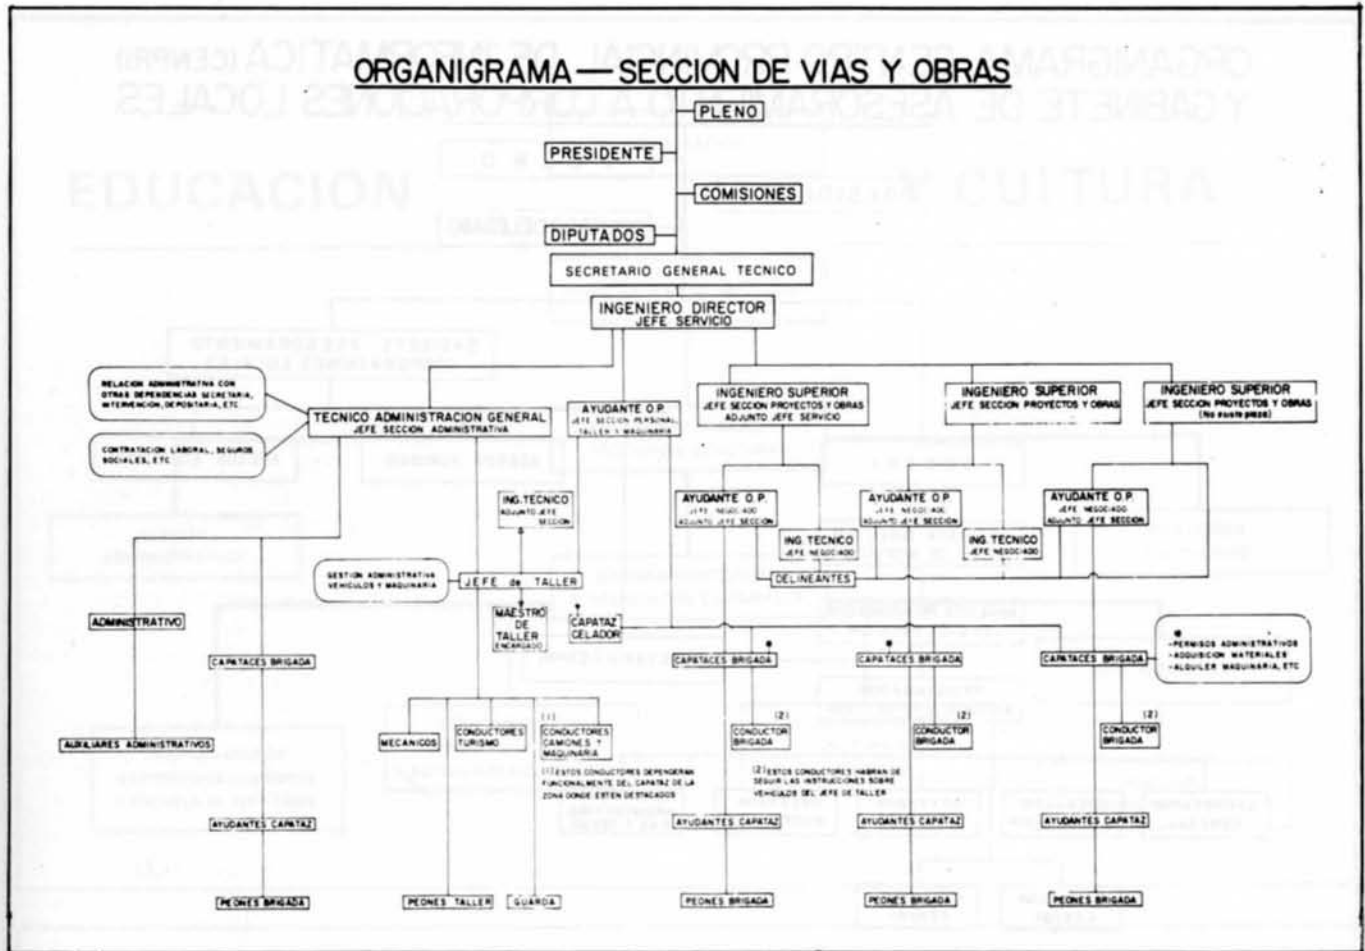 ORGANIGRAMA — SECCION DE VIAS Y OBRAS
PLENO
PRESIDENTE
COMISIONES
DIPUTADOS
SECRETARIO GENERAL TECNICO
INGENIERO DIRECTOR
JEFE SERVICIO
RELACION ADMINISTRATIVA CON
OTRAS DEPENDENCIAS SECRETARIA,
INTERVENCION, DEPOSITARIA, ETC
CONTRATACION LABORAL, SEGUROS
SOCIALES, ETC
TECNICO ADMINISTRACION GENERAL
JEFE SECCION ADMINISTRATIVA
AYUDANTE O.P.
JEFE SECCION PERSONAL,
TALLER Y MAQUINARIA
INGENIERO SUPERIOR
JEFE SECCION PROYECTOS Y OBRAS
ADJUNTO JEFE SERVICIO
INGENIERO SUPERIOR
JEFE SECCION PROYECTOS Y OBRAS
INGENIERO SUPERIOR
JEFE SECCION PROYECTOS Y OBRAS
(No existe plaza)
ING. TECNICO
ADJUNTO JEFE
SECCION
AYUDANTE O.P.
JEFE NEGOCIADO
ADJUNTO JEFE SECCION
ING TECNICO
JEFE NEGOCIADO
AYUDANTE O.P.
JEFE NEGOCIADO
ADJUNTO JEFE SECCION
ING TECNICO
JEFE NEGOCIADO
AYUDANTE O.P.
JEFE NEGOCIADO
ADJUNTO JEFE SECCION
DELINEANTES
GESTION ADMINISTRATIVA
VEHICULOS Y MAQUINARIA
JEFE de TALLER
MAESTRO
DE
TALLER
ENCARGADO
CAPATAZ
CELADOR
ADMINISTRATIVO
CAPATACES BRIGADA
CAPATACES BRIGADA
CAPATACES BRIGADA
CAPATACES BRIGADA
-PERMISOS ADMINISTRATIVOS
-ADQUISCION MATERIALES
-ALQUILER MAQUINARIA, ETC
AUXILIARES ADMINISTRATIVOS
MECANICOS
CONDUCTORES
TURISMO
(1)
CONDUCTORES
CAMIONES Y
MAQUINARIA
(2)
CONDUCTOR
BRIGADA
(2)
CONDUCTOR
BRIGADA
(2)
CONDUCTOR
BRIGADA
(1) ESTOS CONDUCTORES DEPENDERAN
FUNCIONALMENTE DEL CAPATAZ DE LA
ZONA DONDE ESTEN DESTACADOS
(2) ESTOS CONDUCTORES HABRAN DE
SEGUIR LAS INSTRUCCIONES SOBRE
VEHICULOS DEL JEFE DE TALLER
AYUDANTES CAPATAZ
AYUDANTES CAPATAZ
AYUDANTES CAPATAZ
AYUDANTES CAPATAZ
PEONES BRIGADA
PEONES TALLER
GUARDA
PEONES BRIGADA
PEONES BRIGADA
PEONES BRIGADA